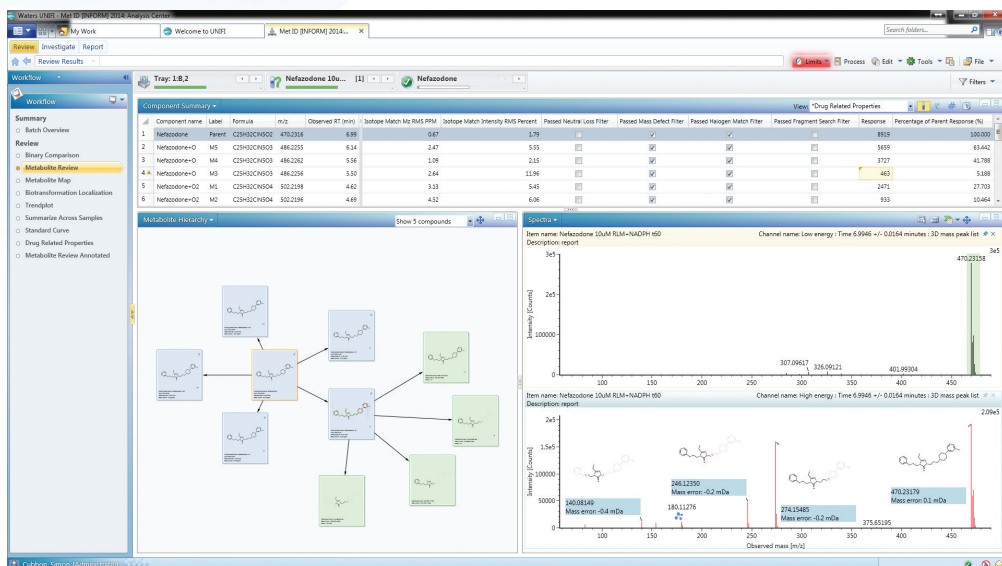 Waters UNIFI - Met ID [INFORM] 2014: Analysis Center
My Work
Welcome to UNIFI
Met ID [INFORM] 2014:...
Search folders...
Review Investigate Report
Review Results
Limits Process Edit Tools File
Workflow
Tray: 1:B,2
Nefazodone 10u... [1]
Nefazodone
Filters
Workflow
Summary
Batch Overview
Review
Binary Comparison
Metabolite Review
Metabolite Map
Biotransformation Localization
Trendplot
Summarize Across Samples
Standard Curve
Drug Related Properties
Metabolite Review Annotated
Component Summary
View: *Drug Related Properties
Component name Label Formula m/z Observed RT (min) Isotope Match Mz RMS PPM Isotope Match Intensity RMS Percent Passed Neutral Loss Filter Passed Mass Defect Filter Passed Halogen Match Filter Passed Fragment Search Filter Response Percentage of Parent Response (%)
1 Nefazodone Parent C25H32ClN5O2 470.2316 6.99 0.67 1.79 8919 100.000
2 Nefazodone+O M5 C25H32ClN5O3 486.2255 6.14 2.47 5.55 5659 63.442
3 Nefazodone+O M4 C25H32ClN5O3 486.2262 5.56 1.09 2.15 3727 41.788
4 Nefazodone+O M3 C25H32ClN5O3 486.2256 5.50 2.64 11.96 463 5.188
5 Nefazodone+O2 M1 C25H32ClN5O4 502.2198 4.62 3.13 5.45 2471 27.703
6 Nefazodone+O2 M2 C25H32ClN5O4 502.2196 4.69 4.52 6.06 933 10.464
Metabolite Hierarchy
Show 5 compounds
Spectra
Item name: Nefazodone 10uM RLM+NADPH t60
Channel name: Low energy : Time 6.9946 +/- 0.0164 minutes : 3D mass peak list
Description: report
3e5
3e5
470.23158
2e5
Intensity [Counts]
100000
307.09617
326.09121
401.99304
0
100 150 200 250 300 350 400 450
Item name: Nefazodone 10uM RLM+NADPH t60
Channel name: High energy : Time 6.9946 +/- 0.0164 minutes : 3D mass peak list
Description: report
2.09e5
2e5
1.5e5
Intensity [Counts]
100000
246.12350
Mass error: -0.2 mDa
470.23179
Mass error: 0.1 mDa
50000
140.08149
Mass error: -0.4 mDa
180.11276
274.15485
Mass error: -0.2 mDa
375.65195
0
100 150 200 250 300 350 400 450
Observed mass [m/z]
Cubbon, Simon (Administrator)